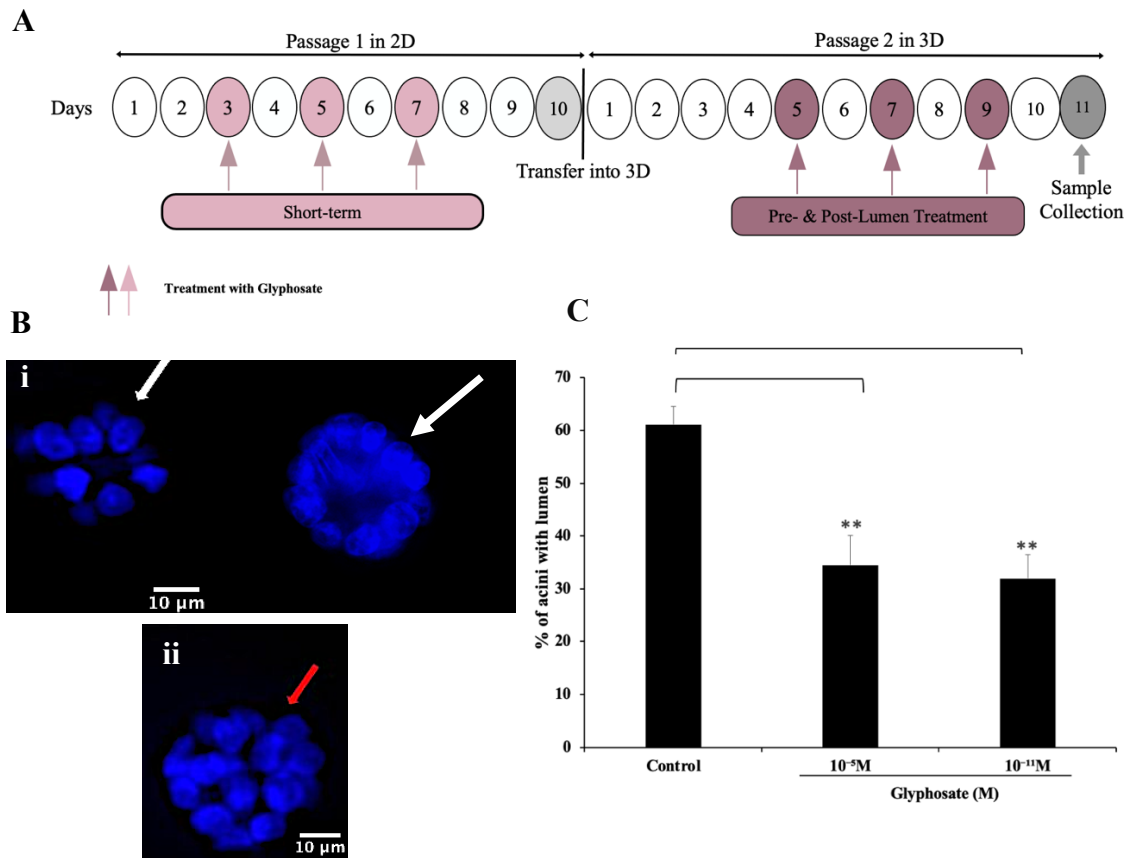 A
Passage 1 in 2D
Passage 2 in 3D
Days 1 2 3 4 5 6 7 8 9 10 1 2 3 4 5 6 7 8 9 10 11
Transfer into 3D
Short-term
Pre- & Post-Lumen Treatment
Sample
Collection
Treatment with Glyphosate
B
i
10 µm
ii
10 µm
C
% of acini with lumen
70
60
50
40
30
20
10
0
**
**
Control
10⁻⁵M
10⁻¹¹M
Glyphosate (M)